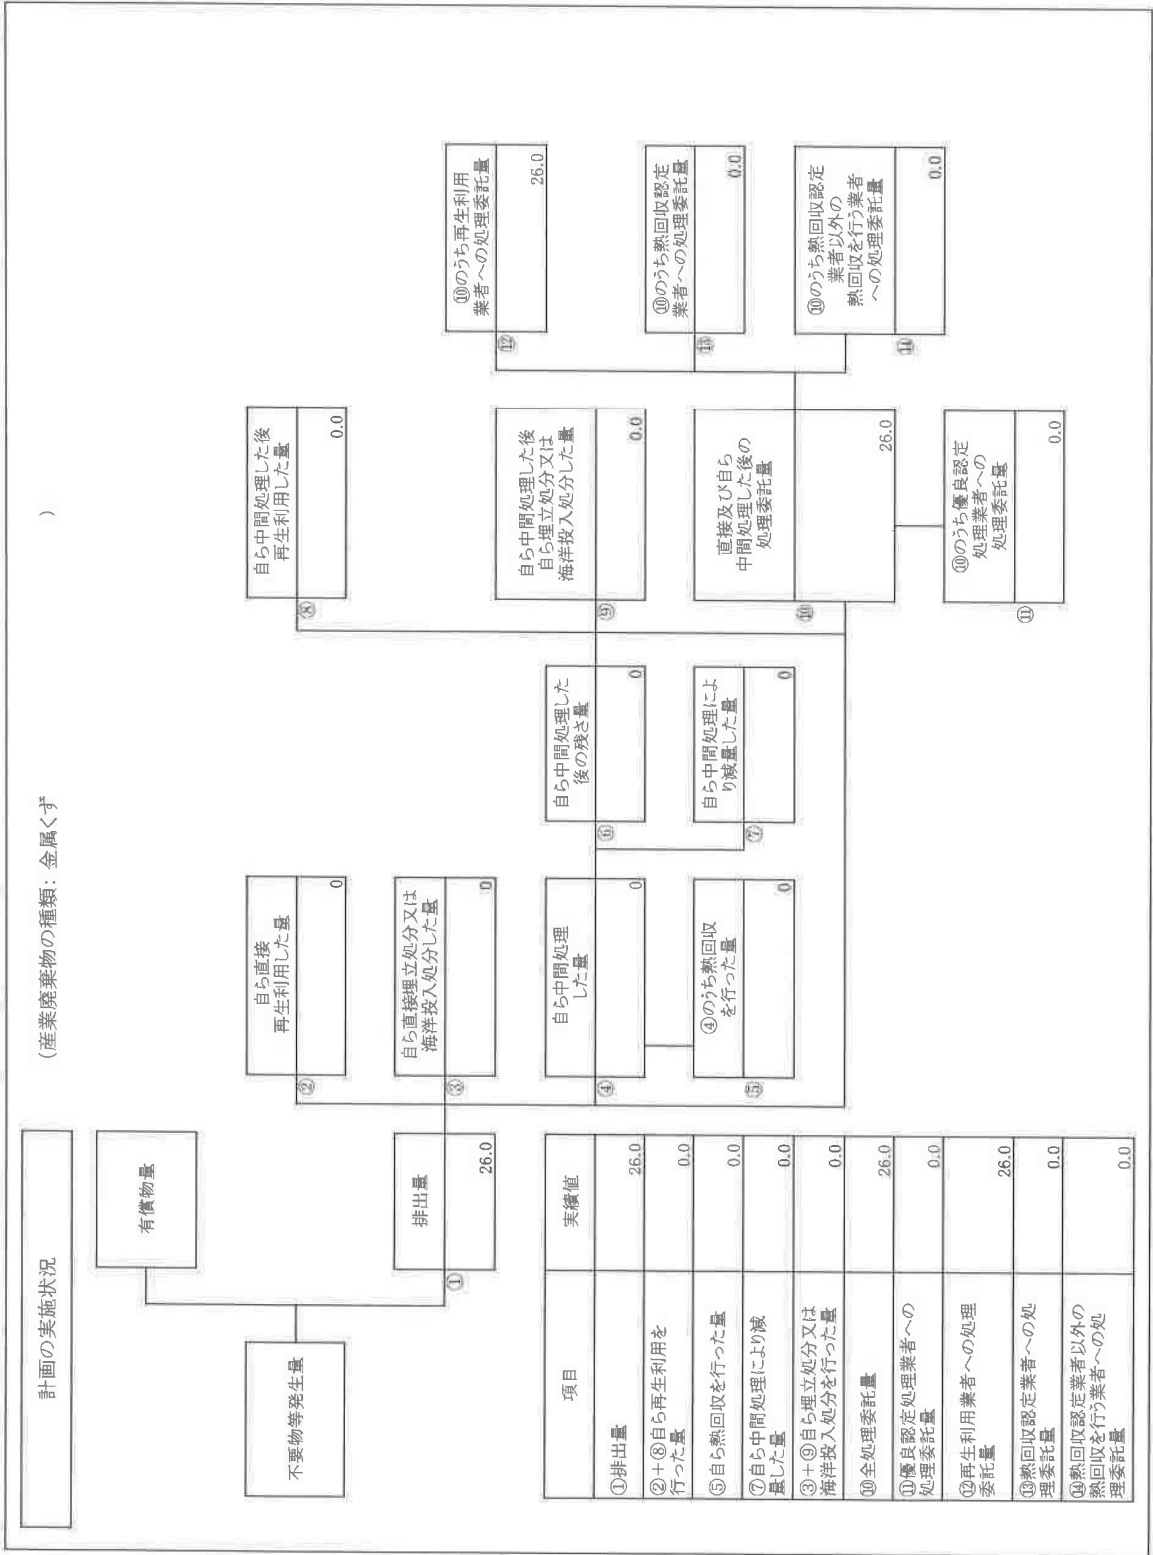 計画の実施状況
(産業廃棄物の種類: 金属くず
)
不要物等発生量
有償物量
排出量
①
26.0
自ら直接
再生利用した量
②
0
自ら直接埋立処分又は
海洋投入処分した量
③
0
自ら中間処理
した量
④
0
④のうち熱回収
を行った量
⑤
0
自ら中間処理した
後の残さ量
⑥
0
自ら中間処理によ
り減量した量
⑦
0
自ら中間処理した後
再生利用した量
⑧
0.0
自ら中間処理した後
自ら埋立処分又は
海洋投入処分した量
⑨
0.0
直接及び自ら
中間処理した後の
処理委託量
⑩
26.0
⑩のうち優良認定
処理業者への
処理委託量
⑪
0.0
⑩のうち再生利用
業者への処理委託量
⑫
26.0
⑩のうち熱回収認定
業者への処理委託量
⑬
0.0
⑩のうち熱回収認定
業者以外の
熱回収を行う業者
への処理委託量
⑭
0.0
項目 実績値
①排出量 26.0
②+⑧自ら再生利用を
行った量 0.0
⑤自ら熱回収を行った量 0.0
⑦自ら中間処理により減
量した量 0.0
③+⑨自ら埋立処分又は
海洋投入処分を行った量 0.0
⑩全処理委託量 26.0
⑪優良認定処理業者への
処理委託量 0.0
⑫再生利用業者への処理
委託量 26.0
⑬熱回収認定業者への処
理委託量 0.0
⑭熱回収認定業者以外の
熱回収を行う業者への処
理委託量 0.0